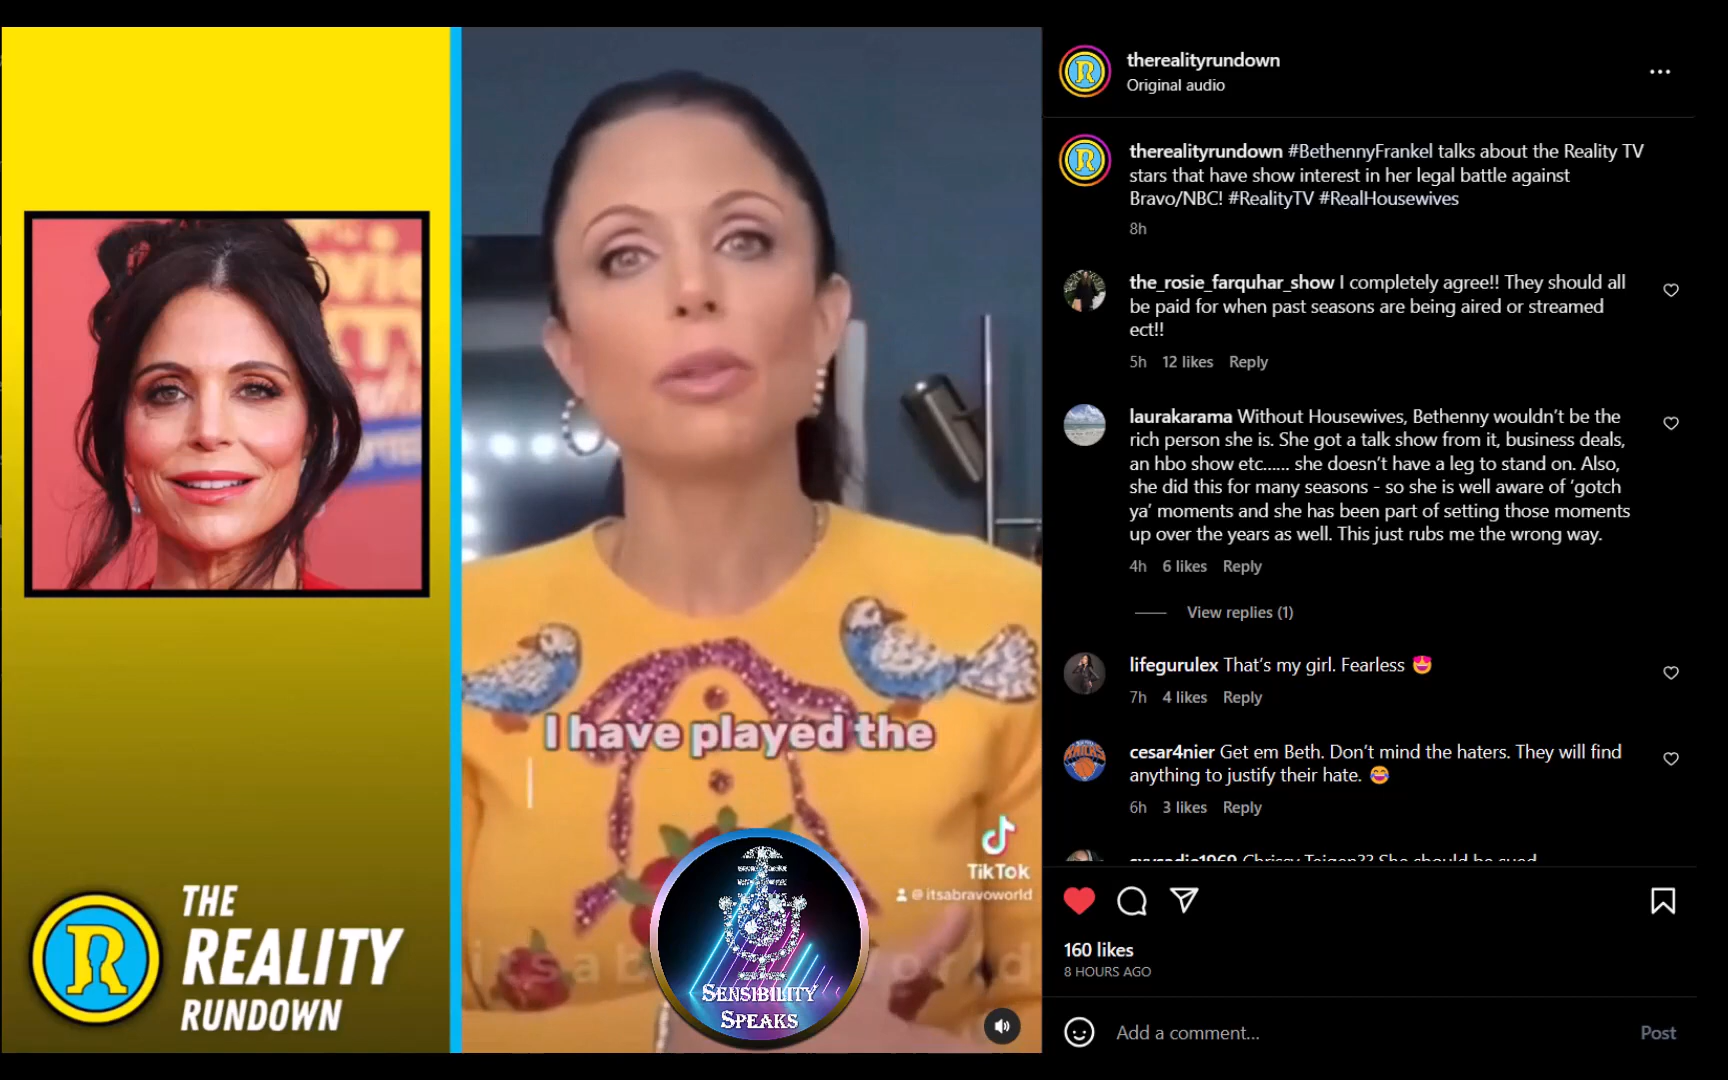 therealityrundown
Original audio
therealityrundown #BethennyFrankel talks about the Reality TV
stars that have show interest in her legal battle against
Bravo/NBC! #RealityTV #RealHousewives
8h
the_rosie_farquhar_show I completely agree!! They should all
be paid for when past seasons are being aired or streamed
ect!!
5h 12 likes Reply
laurakarama Without Housewives, Bethenny wouldn't be the
rich person she is. She got a talk show from it, business deals,
an hbo show etc...... she doesn't have a leg to stand on. Also,
she did this for many seasons - so she is well aware of 'gotch
ya' moments and she has been part of setting those moments
up over the years as well. This just rubs me the wrong way.
4h 6 likes Reply
View replies (1)
lifegurulex That's my girl. Fearless 😍
7h 4 likes Reply
cesar4nier Get em Beth. Don't mind the haters. They will find
anything to justify their hate. 😂
6h 3 likes Reply
Chrissy Teigen?? She should be sued
160 likes
8 HOURS AGO
Add a comment... Post
I have played the
TikTok
@itsabravoworld
SENSIBILITY
SPEAKS
R
THE
REALITY
RUNDOWN